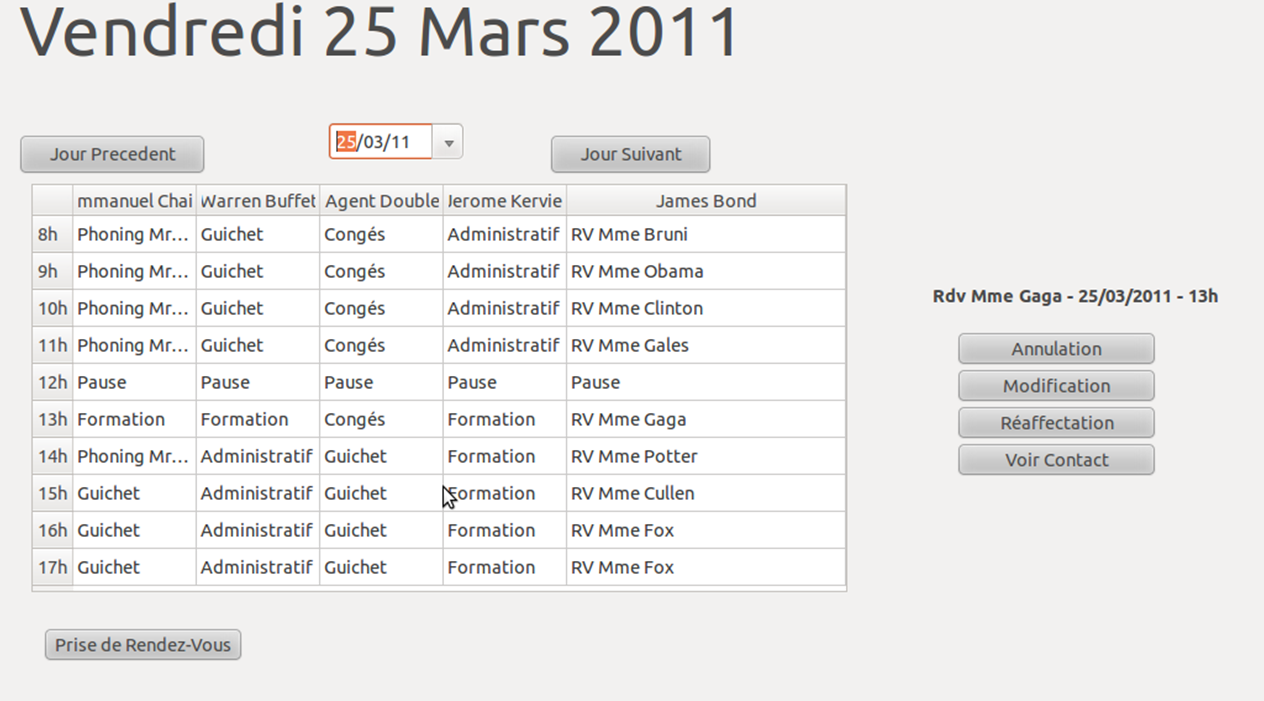 Vendredi 25 Mars 2011
Jour Precedent 25/03/11 Jour Suivant
mmanuel Chai Warren Buffet Agent Double Jerome Kervie James Bond
8h Phoning Mr... Guichet Congés Administratif RV Mme Bruni
9h Phoning Mr... Guichet Congés Administratif RV Mme Obama
10h Phoning Mr... Guichet Congés Administratif RV Mme Clinton
11h Phoning Mr... Guichet Congés Administratif RV Mme Gales
12h Pause Pause Pause Pause Pause
13h Formation Formation Congés Formation RV Mme Gaga
14h Phoning Mr... Administratif Guichet Formation RV Mme Potter
15h Guichet Administratif Guichet Formation RV Mme Cullen
16h Guichet Administratif Guichet Formation RV Mme Fox
17h Guichet Administratif Guichet Formation RV Mme Fox
Rdv Mme Gaga - 25/03/2011 - 13h
Annulation
Modification
Réaffectation
Voir Contact
Prise de Rendez-Vous